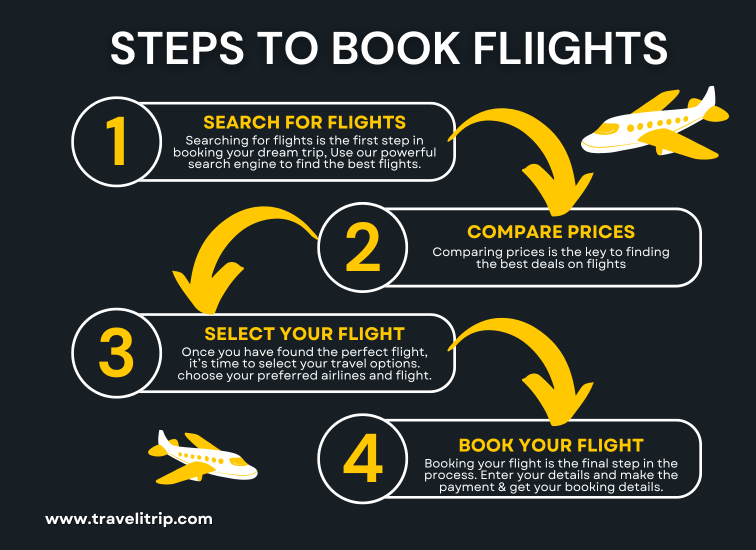 STEPS TO BOOK FLIIGHTS
1
SEARCH FOR FLIGHTS
Searching for flights is the first step in
booking your dream trip, Use our powerful
search engine to find the best flights.
2
COMPARE PRICES
Comparing prices is the key to finding
the best deals on flights
3
SELECT YOUR FLIGHT
Once you have found the perfect flight,
it's time to select your travel options.
choose your preferred airlines and flight.
4
BOOK YOUR FLIGHT
Booking your flight is the final step in the
process. Enter your details and make the
payment & get your booking details.
www.travelitrip.com